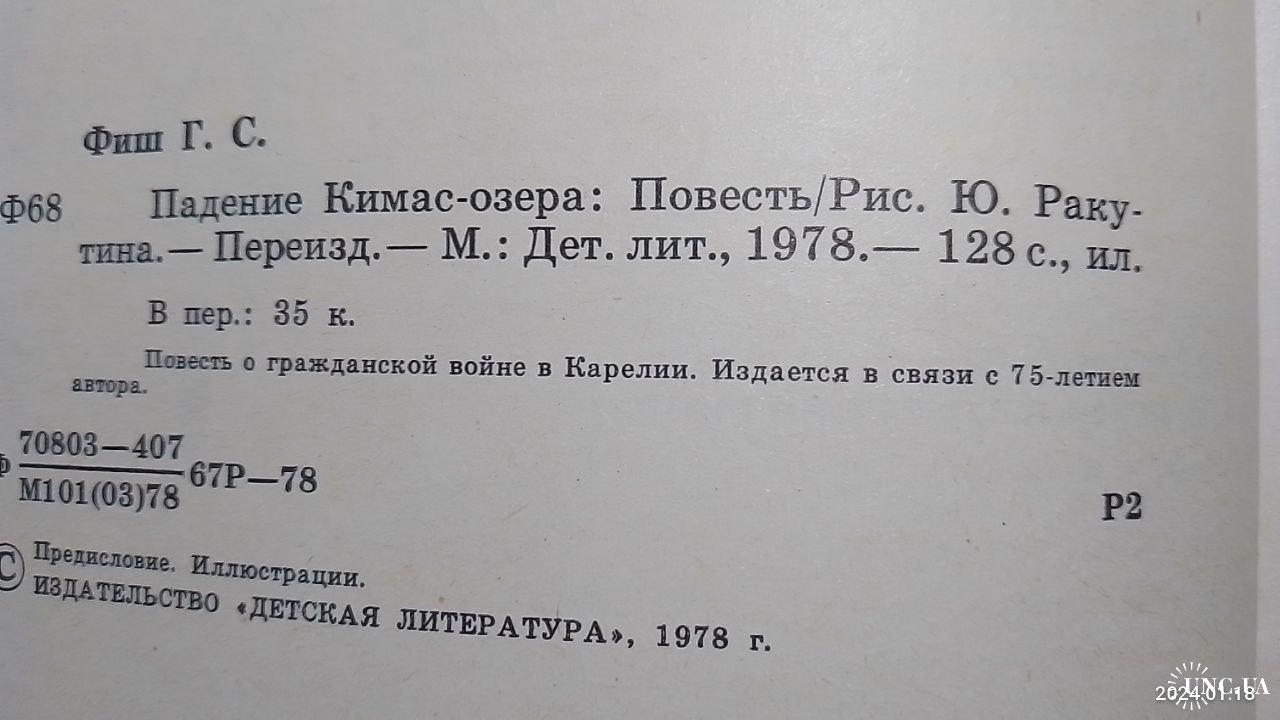 Фиш Г. С.
Ф68 Падение Кимас-озера: Повесть/Рис. Ю. Раку-
тина.— Переизд.— М.: Дет. лит., 1978.— 128 с., ил.
В пер.: 35 к.
Повесть о гражданской войне в Карелии. Издается в связи с 75-летием
автора.
70803—407
Ф 67Р—78
М101(03)78
Р2
© Предисловие. Иллюстрации.
ИЗДАТЕЛЬСТВО «ДЕТСКАЯ ЛИТЕРАТУРА», 1978 г.
UNC.UA
2024.01.18